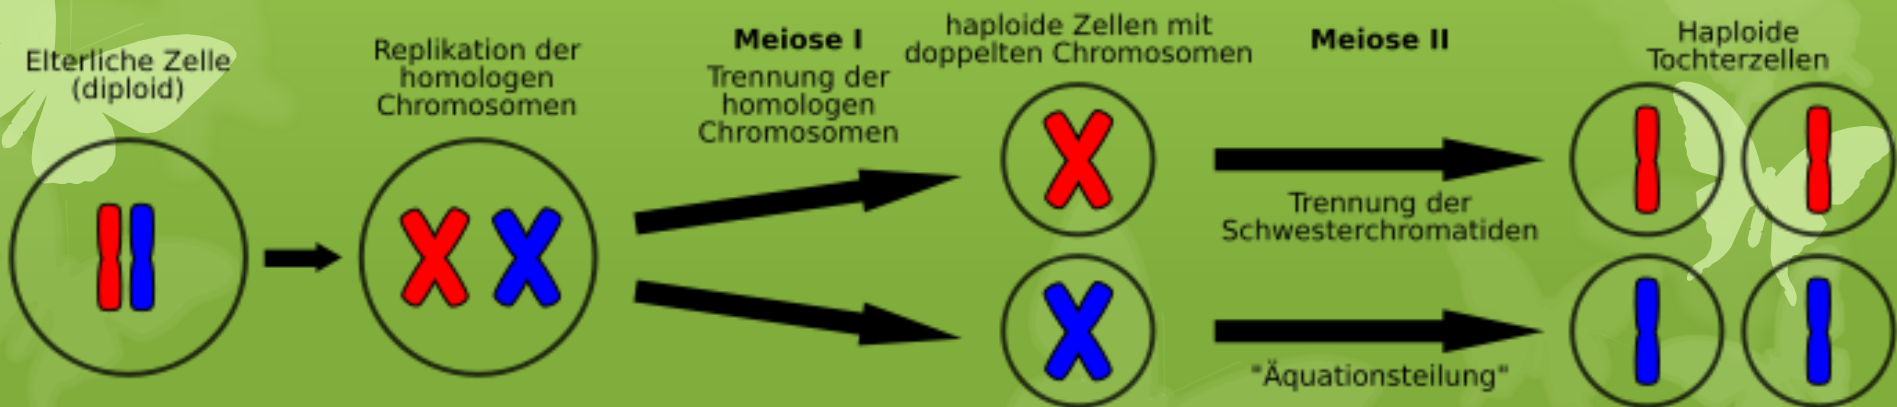 Elterliche Zelle
(diploid)
Replikation der
homologen
Chromosomen
Meiose I
Trennung der
homologen
Chromosomen
haploide Zellen mit
doppelten Chromosomen
Meiose II
Trennung der
Schwesterchromatiden
"Äquationsteilung"
Haploide
Tochterzellen